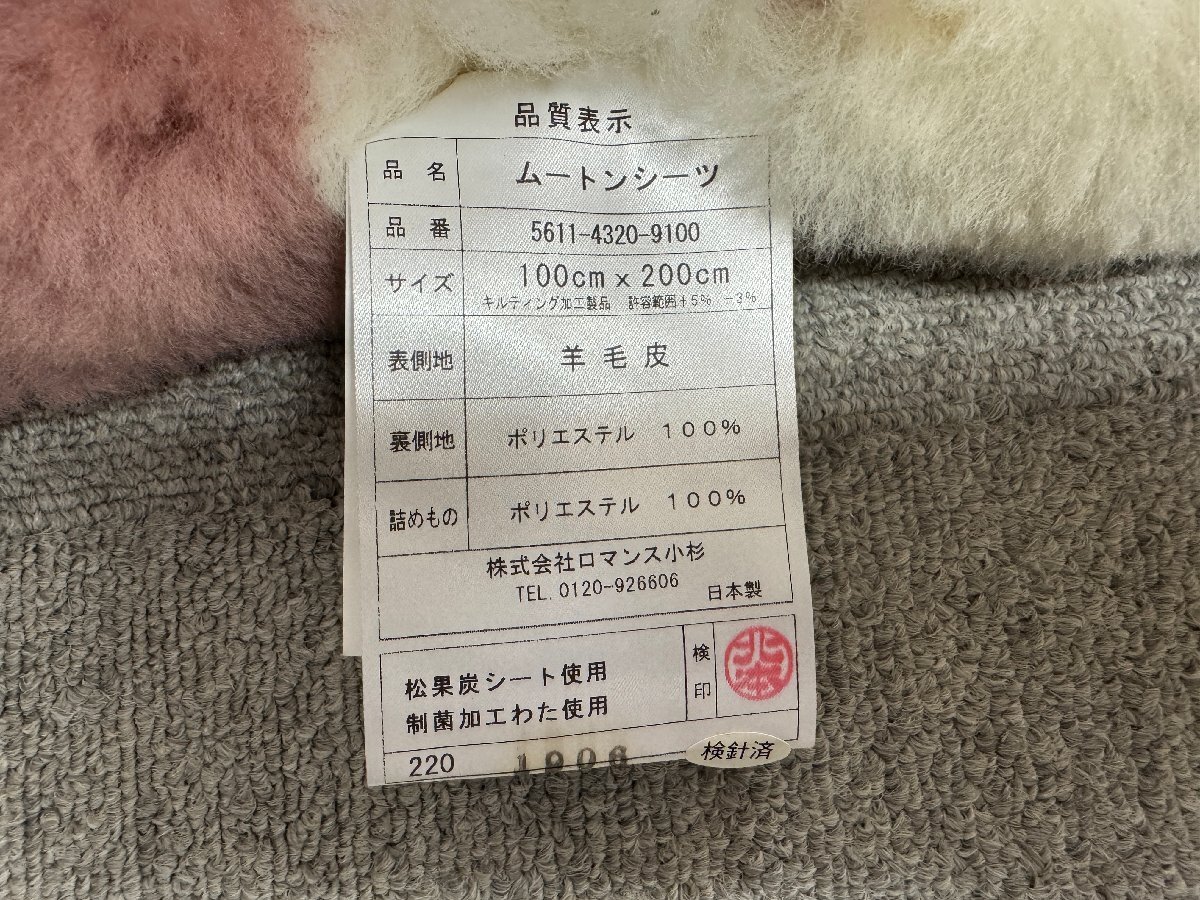 品質表示
品名 ムートンシーツ
品番 5611-4320-9100
サイズ 100cm x 200cm
キルティング加工製品 許容範囲+5% -3%
表側地 羊毛皮
裏側地 ポリエステル 100%
詰めもの ポリエステル 100%
株式会社ロマンス小杉
TEL.0120-926606 日本製
松果炭シート使用
制菌加工わた使用
検印
220 1906
検針済